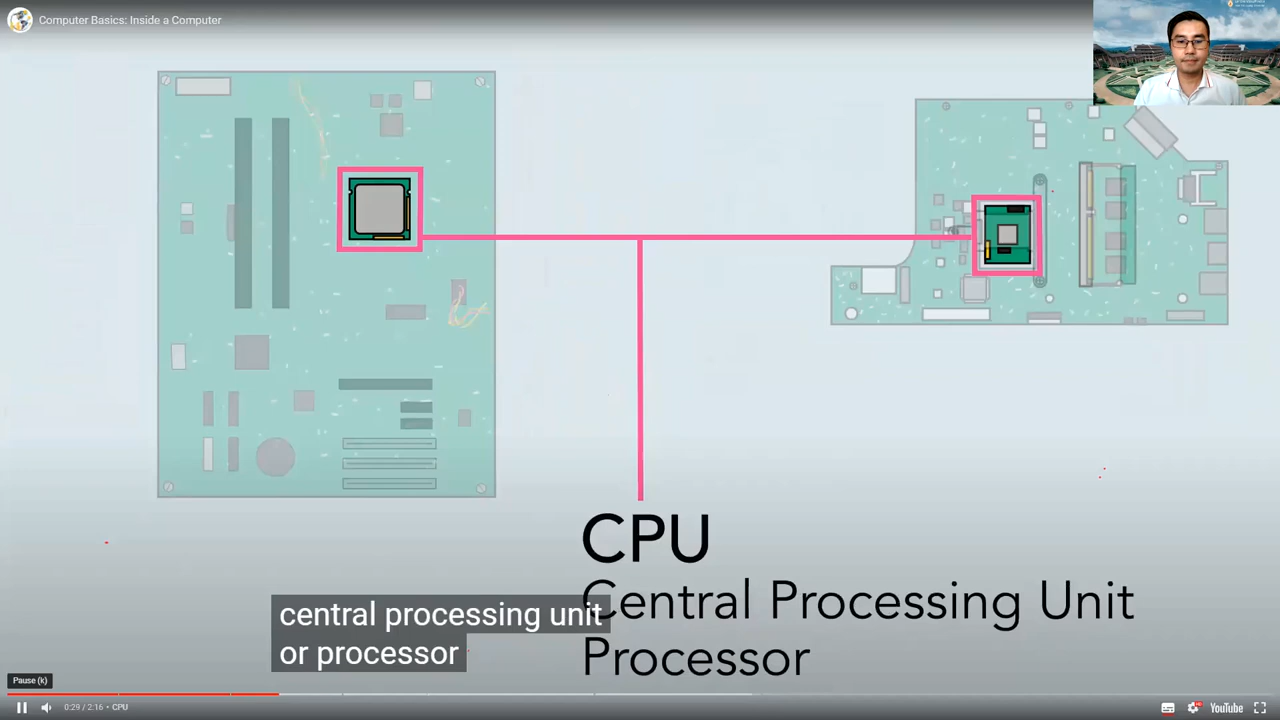 Computer Basics: Inside a Computer
CPU
Central Processing Unit
Processor
central processing unit
or processor
Pause (k)
0:29 / 2:16 • CPU
YouTube